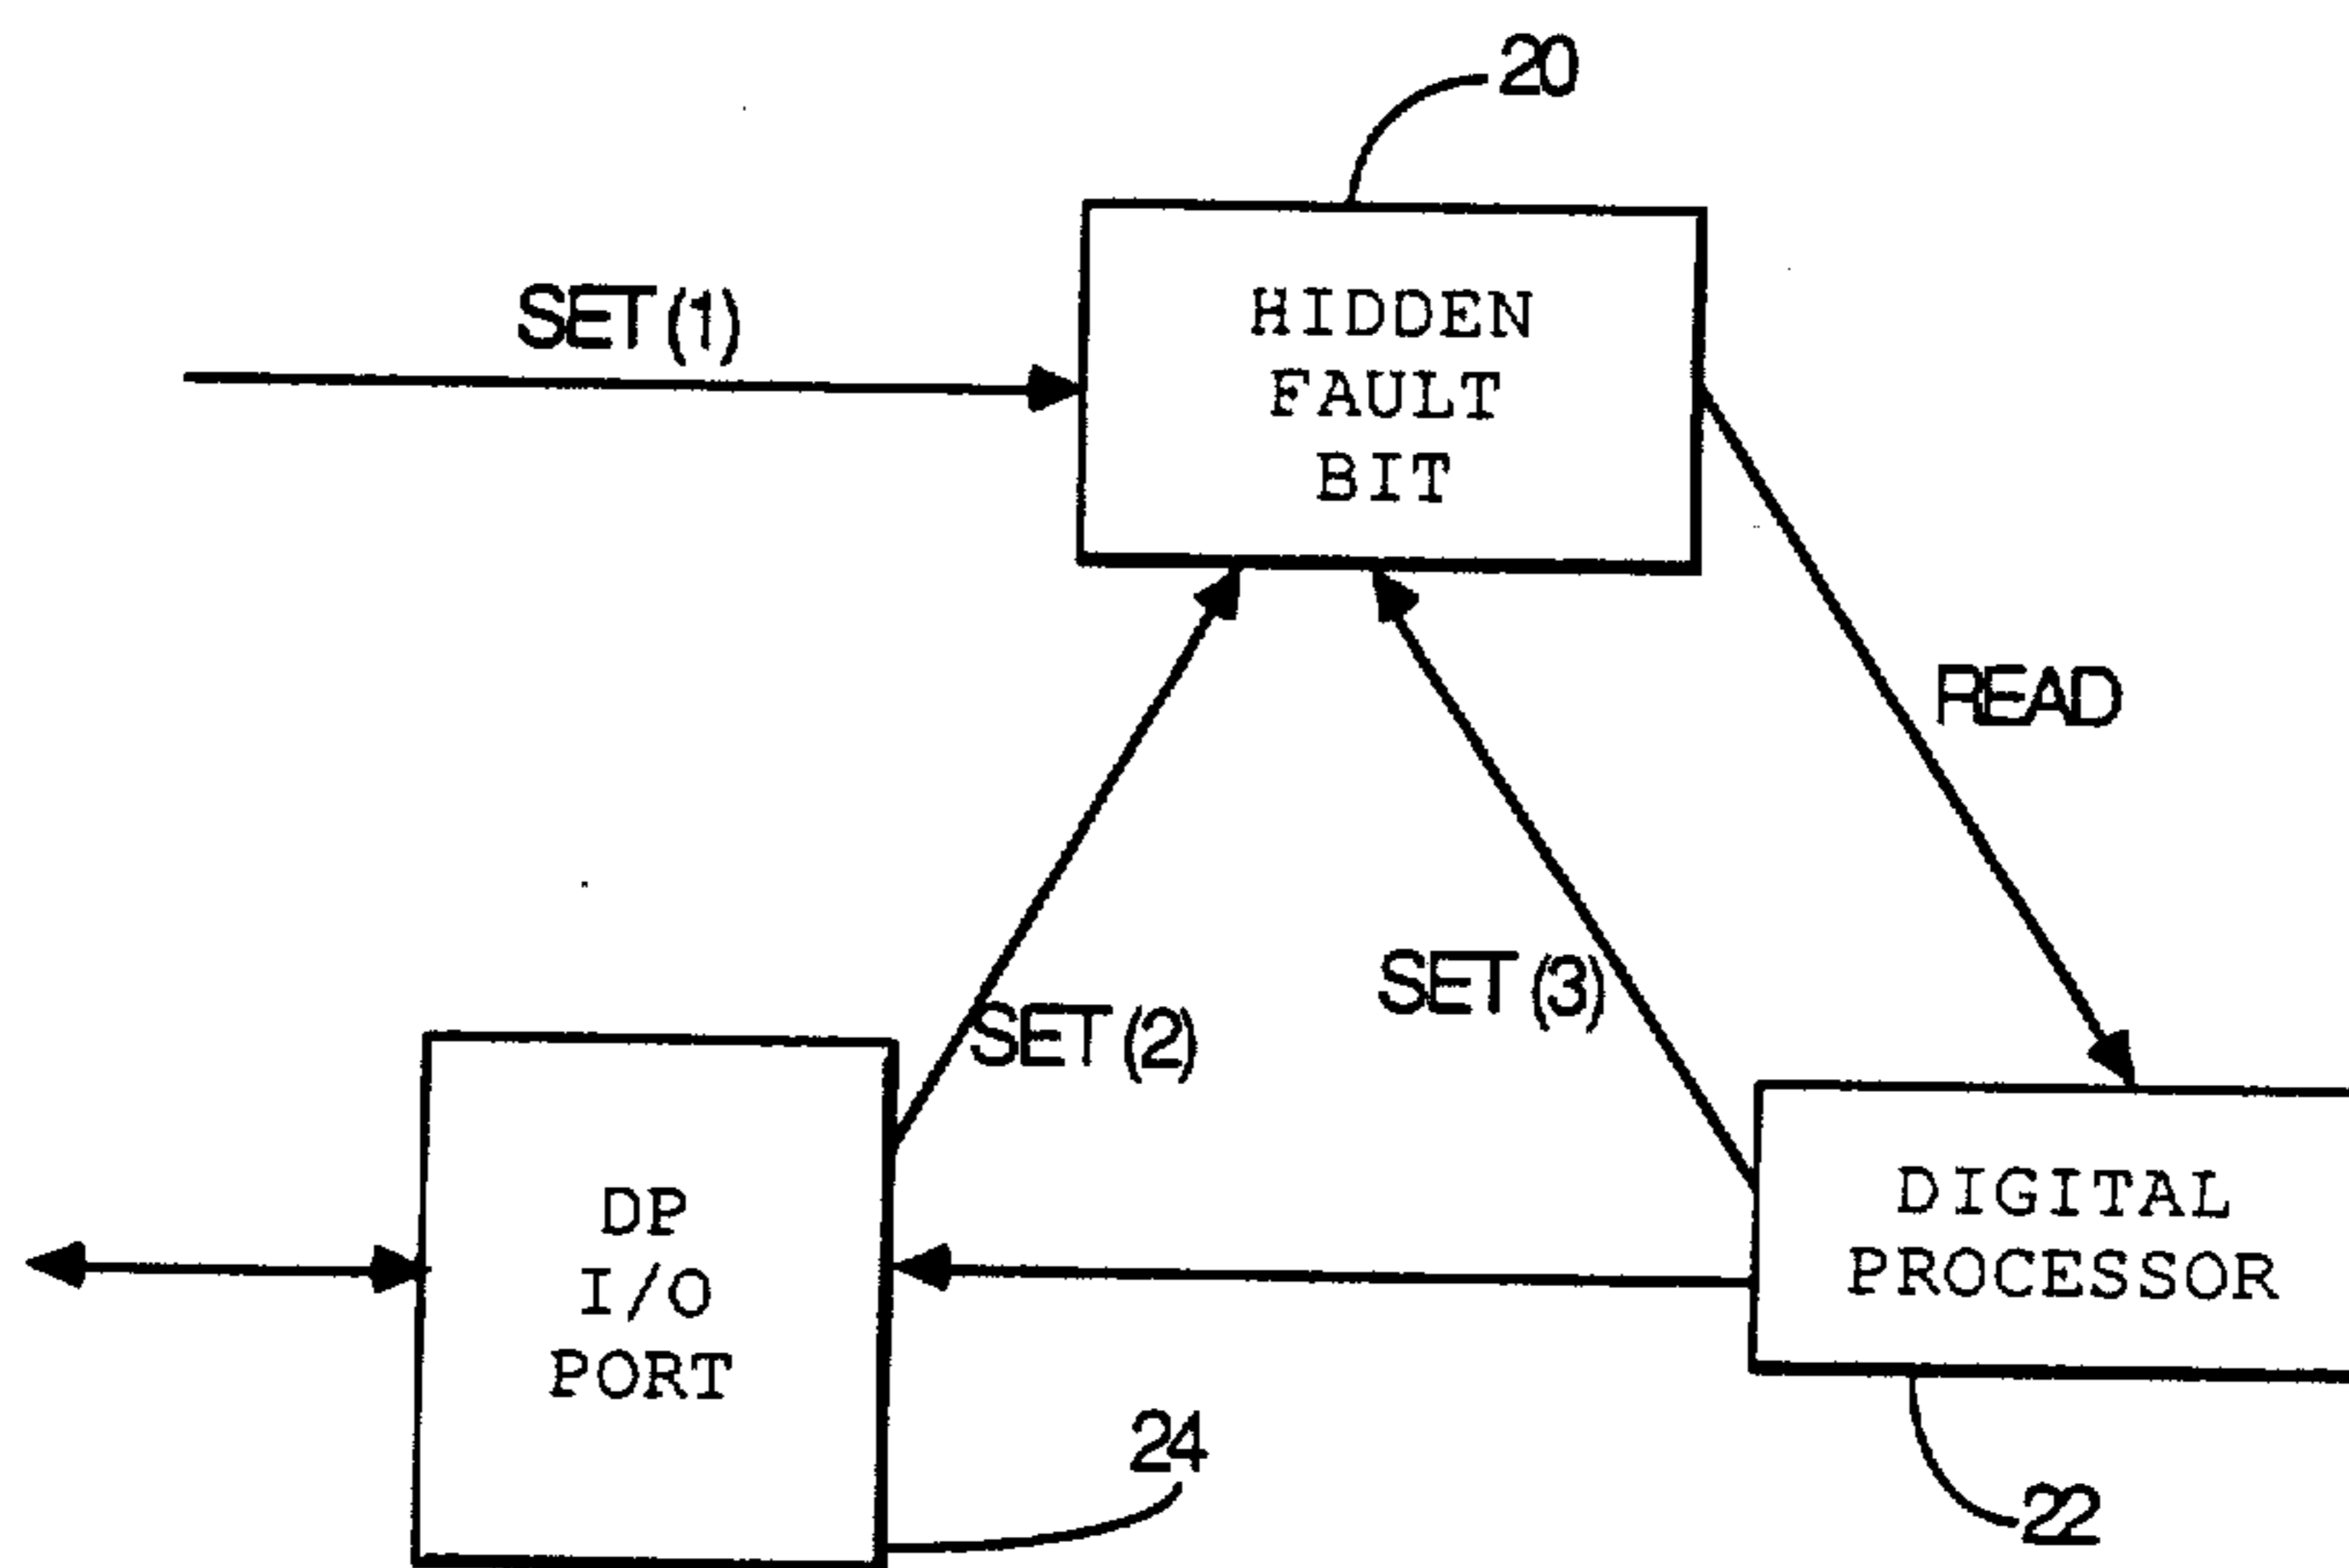 20
SET(1)
HIDDEN
FAULT
BIT
READ
SET(3)
SET(2)
DP
I/O
PORT
DIGITAL
PROCESSOR
24
22